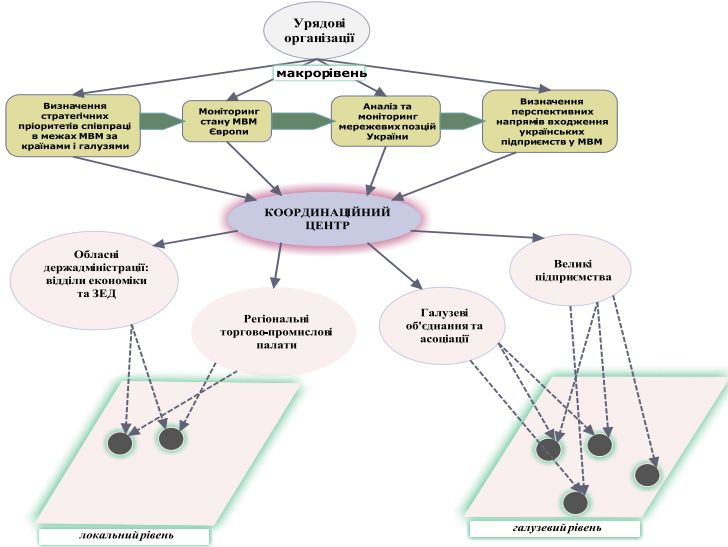 Урядові
організації
макрорівень
Визначення
стратегічних
пріоритетів співпраці
в межах МВМ за
країнами і галузями
Моніторинг
стану МВМ
Європи
Аналіз та
моніторинг
мережевих позцій
України
Визначення
перспективних
напрямів входження
українських
підприємств у МВМ
КООРДИНАЦІЙНИЙ
ЦЕНТР
Обласні
держадміністрації:
відділи економіки
та ЗЕД
Регіональні
торгово-промислові
палати
Галузеві
об'єднання та
асоціації
Великі
підприємства
локальний рівень
галузевий рівень